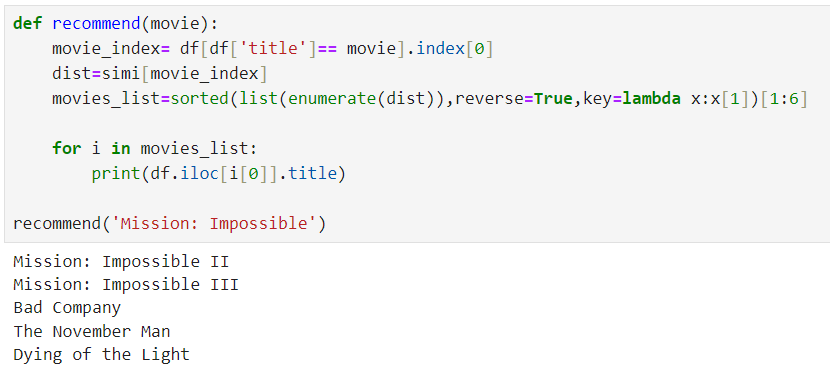 def recommend(movie):
    movie_index= df[df['title']== movie].index[0]
    dist=simi[movie_index]
    movies_list=sorted(list(enumerate(dist)),reverse=True,key=lambda x:x[1])[1:6]

    for i in movies_list:
        print(df.iloc[i[0]].title)

recommend('Mission: Impossible')
Mission: Impossible II
Mission: Impossible III
Bad Company
The November Man
Dying of the Light